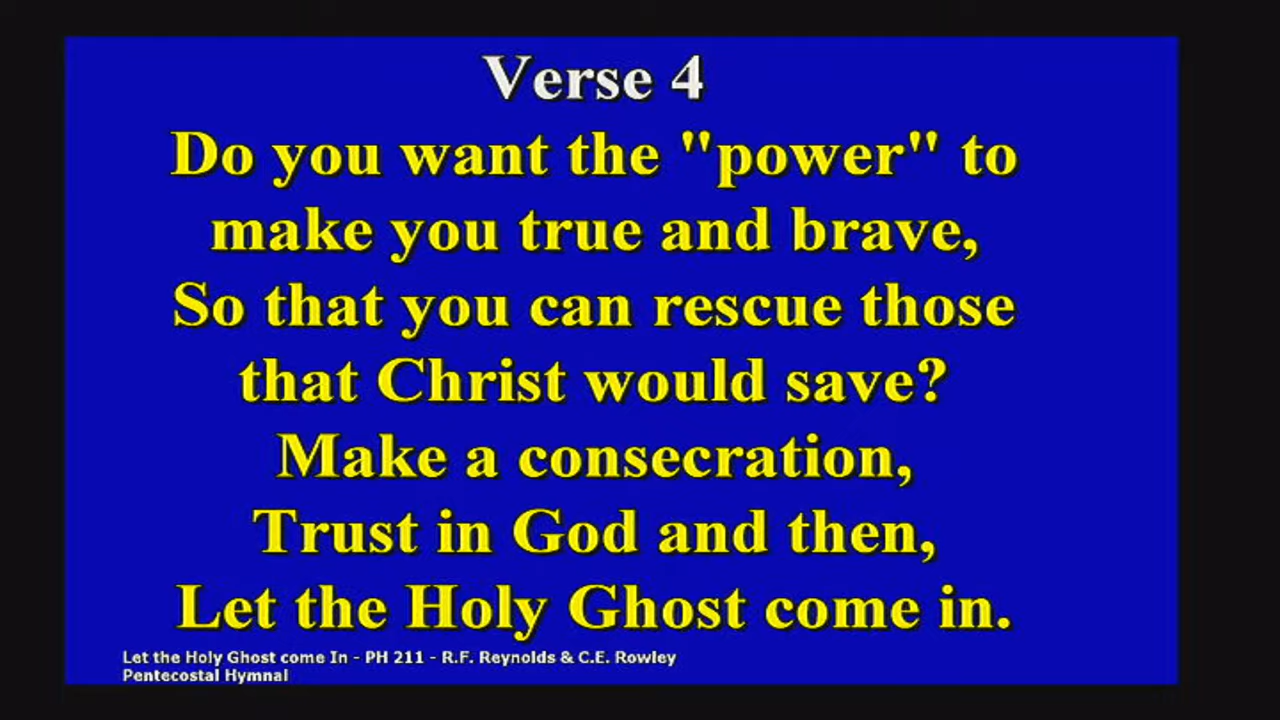 Verse 4
Do you want the "power" to
make you true and brave,
So that you can rescue those
that Christ would save?
Make a consecration,
Trust in God and then,
Let the Holy Ghost come in.
Let the Holy Ghost come In - PH 211 - R.F. Reynolds & C.E. Rowley
Pentecostal Hymnal